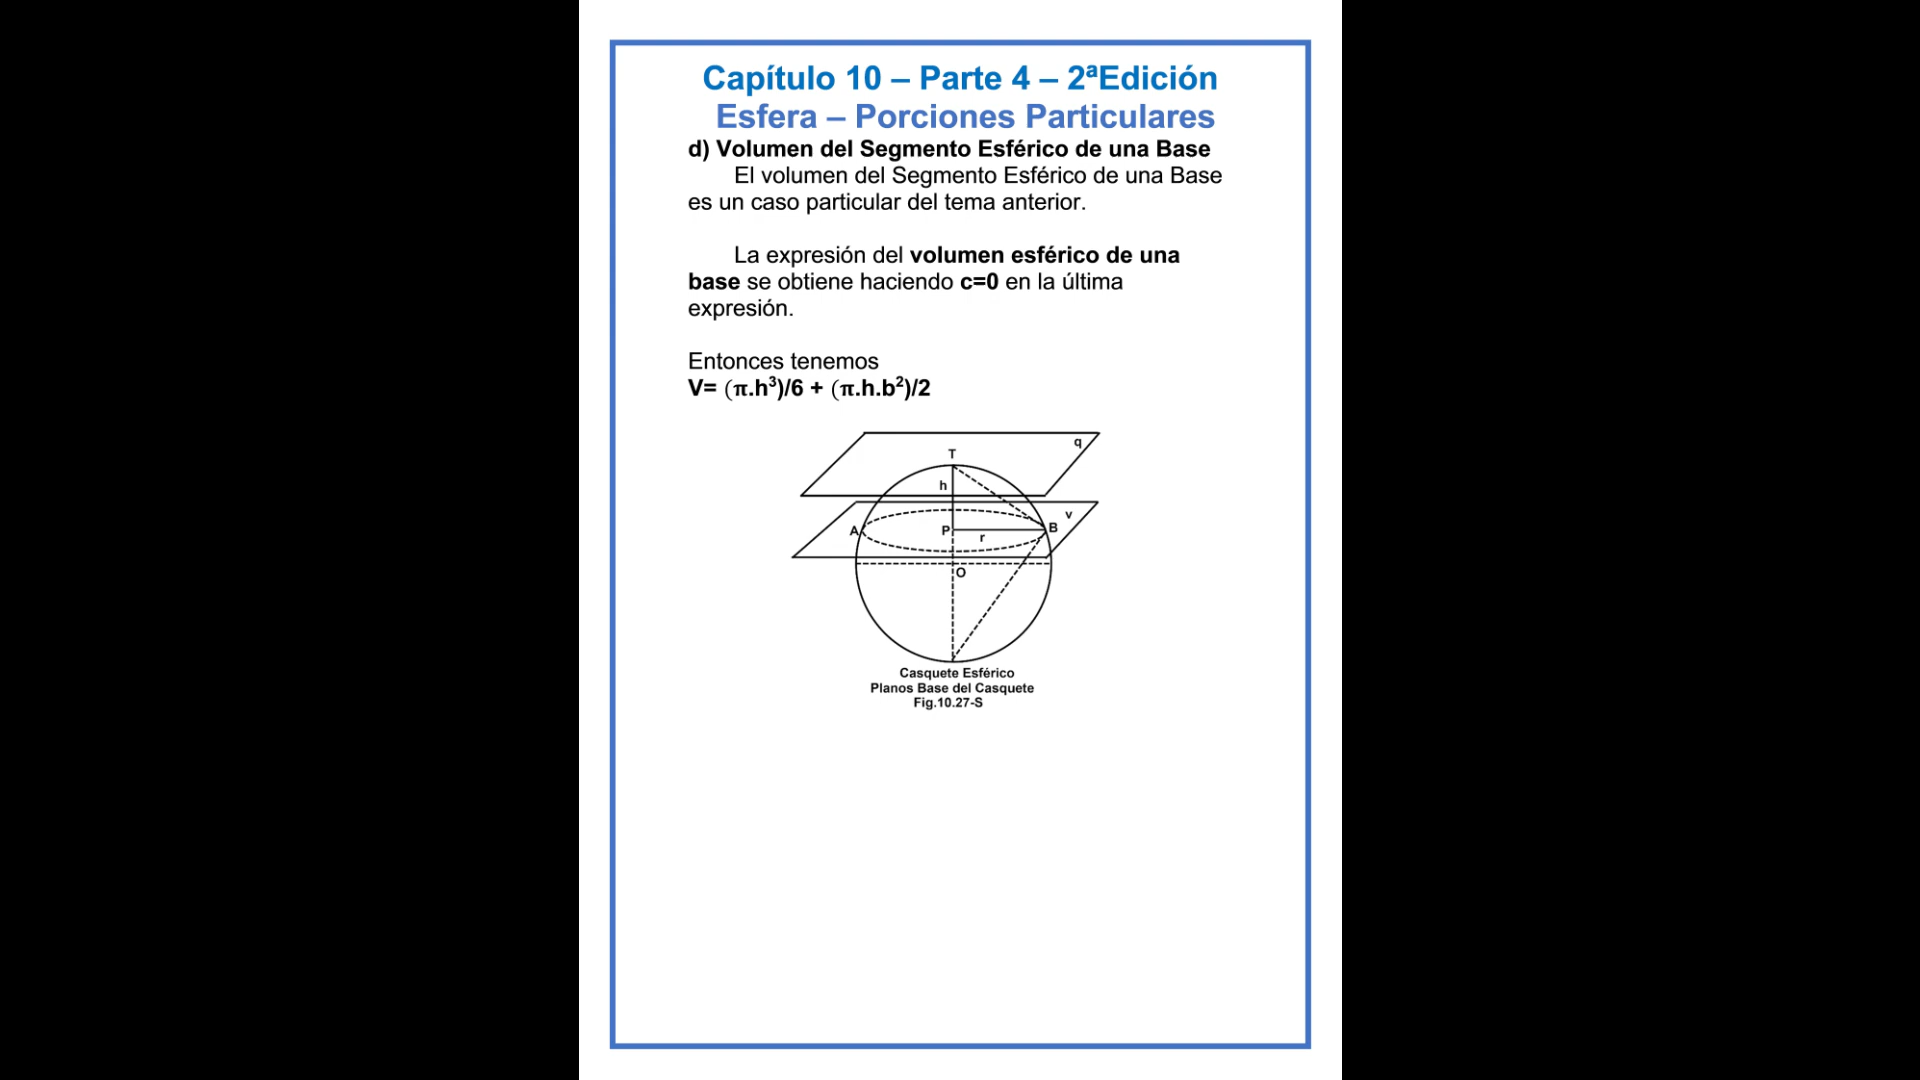 Capítulo 10 – Parte 4 – 2ªEdición
Esfera – Porciones Particulares
d) Volumen del Segmento Esférico de una Base
El volumen del Segmento Esférico de una Base
es un caso particular del tema anterior.
La expresión del volumen esférico de una
base se obtiene haciendo c=0 en la última
expresión.
Entonces tenemos
V= (π.h³)/6 + (π.h.b²)/2
q
T
h
v
A
P
B
r
O
Casquete Esférico
Planos Base del Casquete
Fig.10.27-S